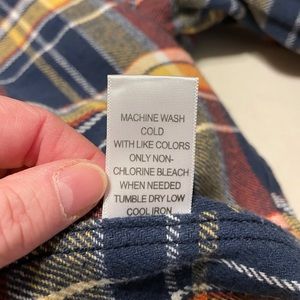 MACHINE WASH
COLD
WITH LIKE COLORS
ONLY NON-
CHLORINE BLEACH
WHEN NEEDED
TUMBLE DRY LOW
COOL IRON